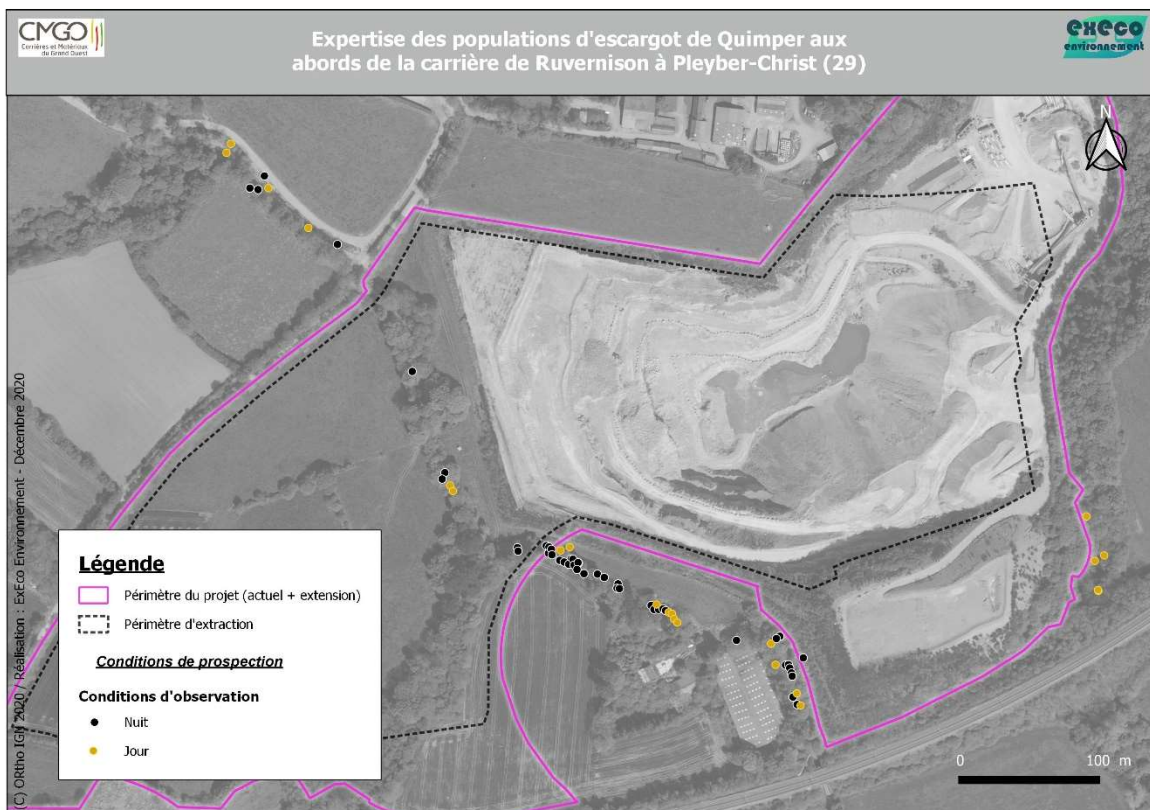 CMGO
Carrières et Matériaux
du Grand Ouest
Expertise des populations d'escargot de Quimper aux
abords de la carrière de Ruvernison à Pleyber-Christ (29)
execo
environnement
N
(C) ORtho IGN 2020 / Réalisation : ExEco Environnement - Décembre 2020
Légende
Périmètre du projet (actuel + extension)
Périmètre d'extraction
Conditions de prospection
Conditions d'observation
Nuit
Jour
0 100 m